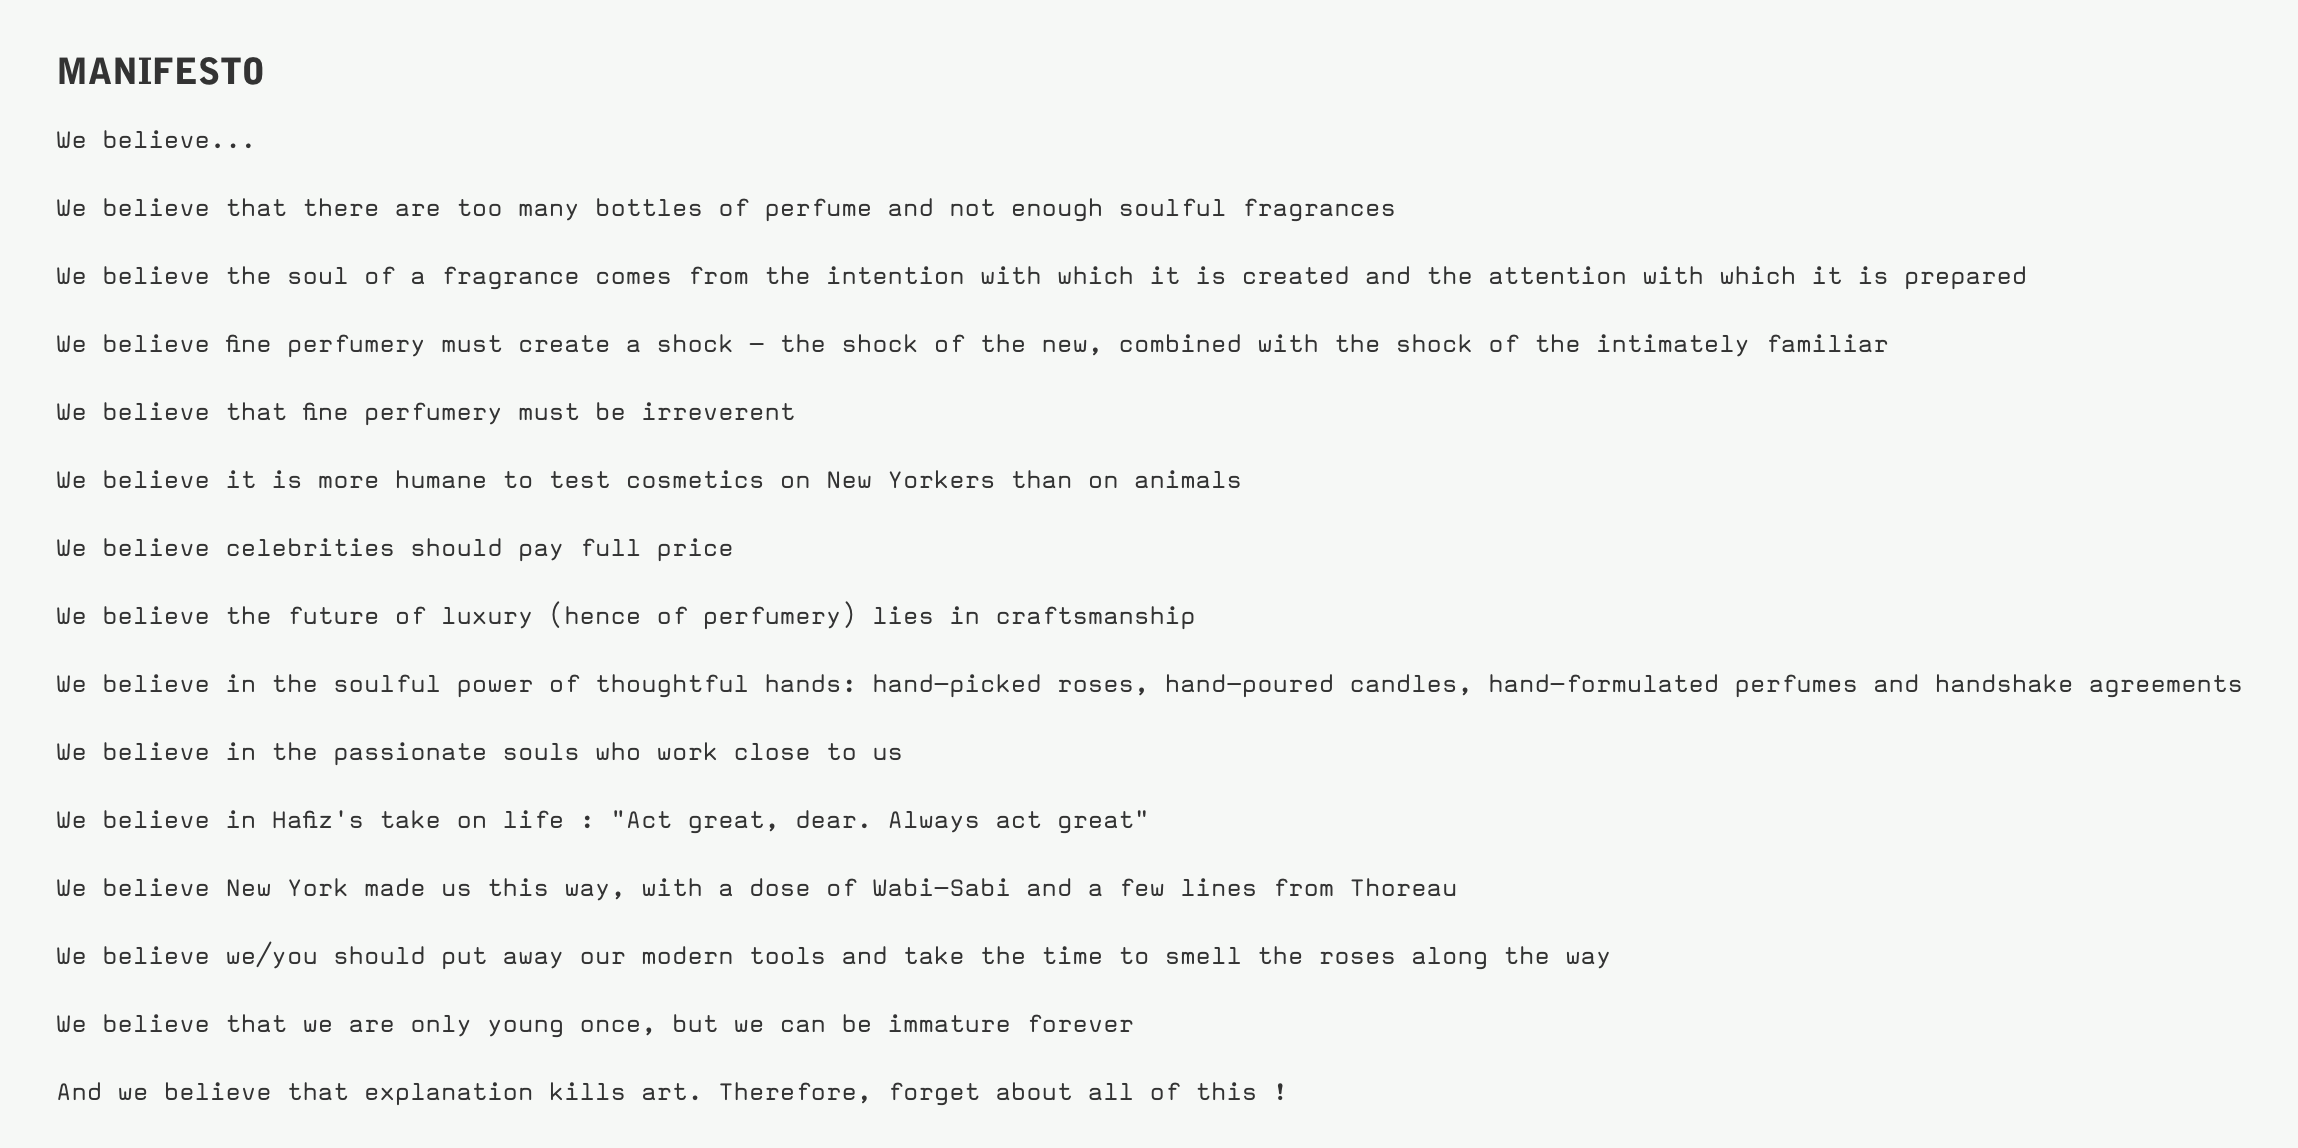 MANIFESTO
We believe...
We believe that there are too many bottles of perfume and not enough soulful fragrances
We believe the soul of a fragrance comes from the intention with which it is created and the attention with which it is prepared
We believe fine perfumery must create a shock – the shock of the new, combined with the shock of the intimately familiar
We believe that fine perfumery must be irreverent
We believe it is more humane to test cosmetics on New Yorkers than on animals
We believe celebrities should pay full price
We believe the future of luxury (hence of perfumery) lies in craftsmanship
We believe in the soulful power of thoughtful hands: hand-picked roses, hand-poured candles, hand-formulated perfumes and handshake agreements
We believe in the passionate souls who work close to us
We believe in Hafiz's take on life : "Act great, dear. Always act great"
We believe New York made us this way, with a dose of Wabi-Sabi and a few lines from Thoreau
We believe we/you should put away our modern tools and take the time to smell the roses along the way
We believe that we are only young once, but we can be immature forever
And we believe that explanation kills art. Therefore, forget about all of this !